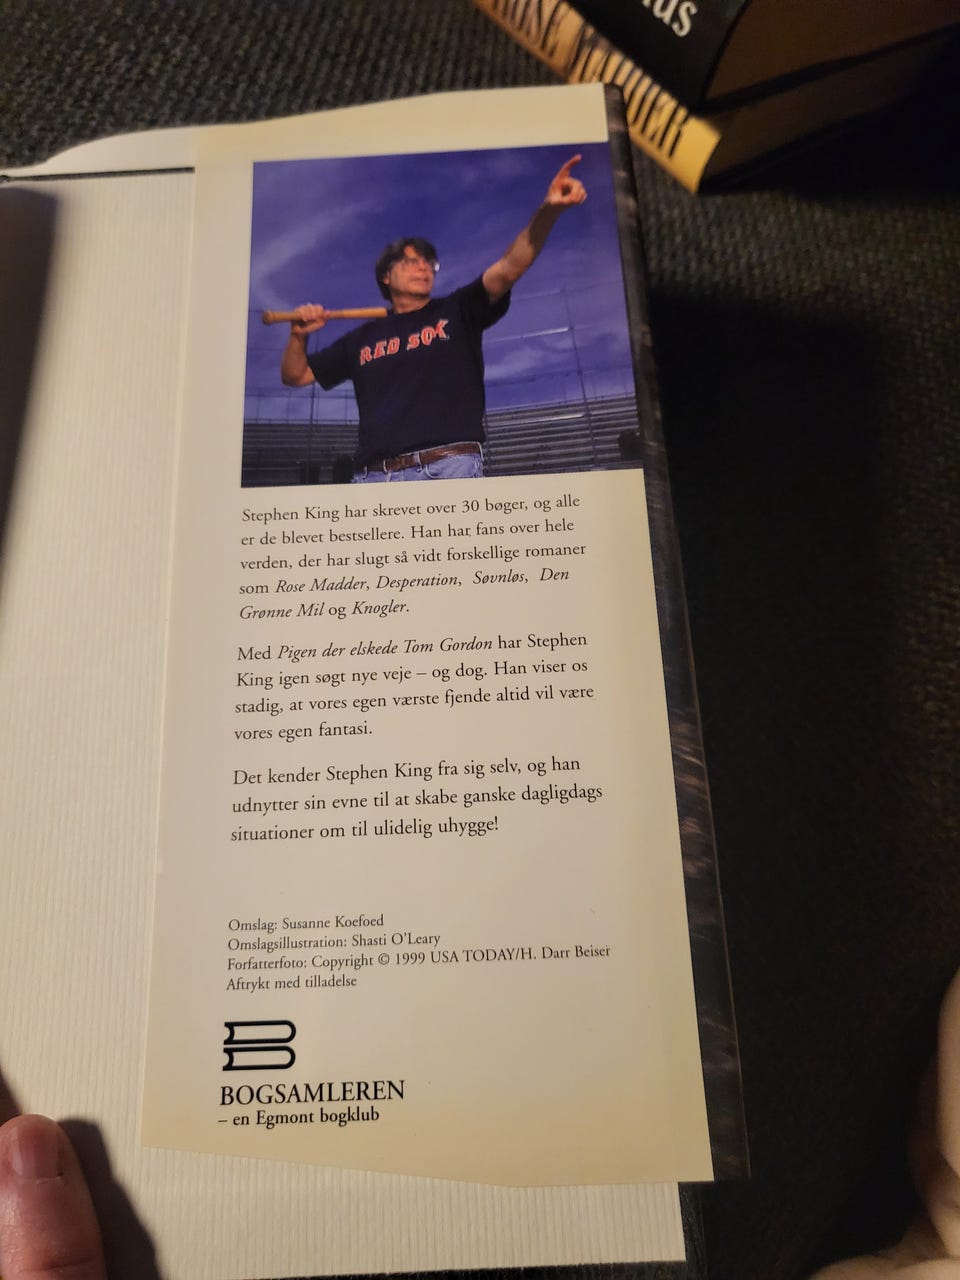 us
ROSE MADDER
RED SOX
Stephen King har skrevet over 30 bøger, og alle
er de blevet bestsellere. Han har fans over hele
verden, der har slugt så vidt forskellige romaner
som Rose Madder, Desperation, Søvnløs, Den
Grønne Mil og Knogler.
Med Pigen der elskede Tom Gordon har Stephen
King igen søgt nye veje – og dog. Han viser os
stadig, at vores egen værste fjende altid vil være
vores egen fantasi.
Det kender Stephen King fra sig selv, og han
udnytter sin evne til at skabe ganske dagligdags
situationer om til ulidelig uhygge!
Omslag: Susanne Koefoed
Omslagsillustration: Shasti O'Leary
Forfatterfoto: Copyright © 1999 USA TODAY/H. Darr Beiser
Aftrykt med tilladelse
BOGSAMLEREN
– en Egmont bogklub